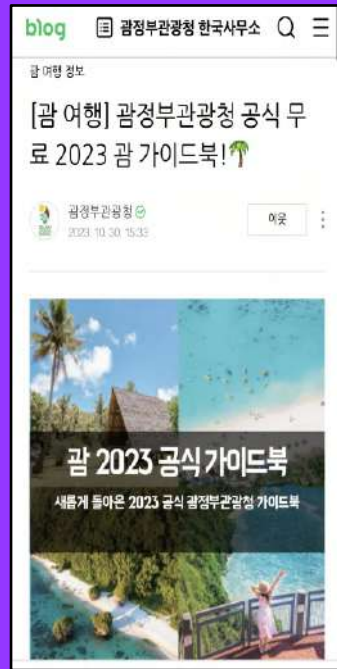 blog 괌정부관광청 한국사무소
괌 여행 정보
[괌 여행] 괌정부관광청 공식 무
료 2023 괌 가이드북!🌴
괌정부관광청
2023. 10. 30. 15:33
이웃
괌 2023 공식 가이드북
새롭게 돌아온 2023 공식 괌정부관광청 가이드북